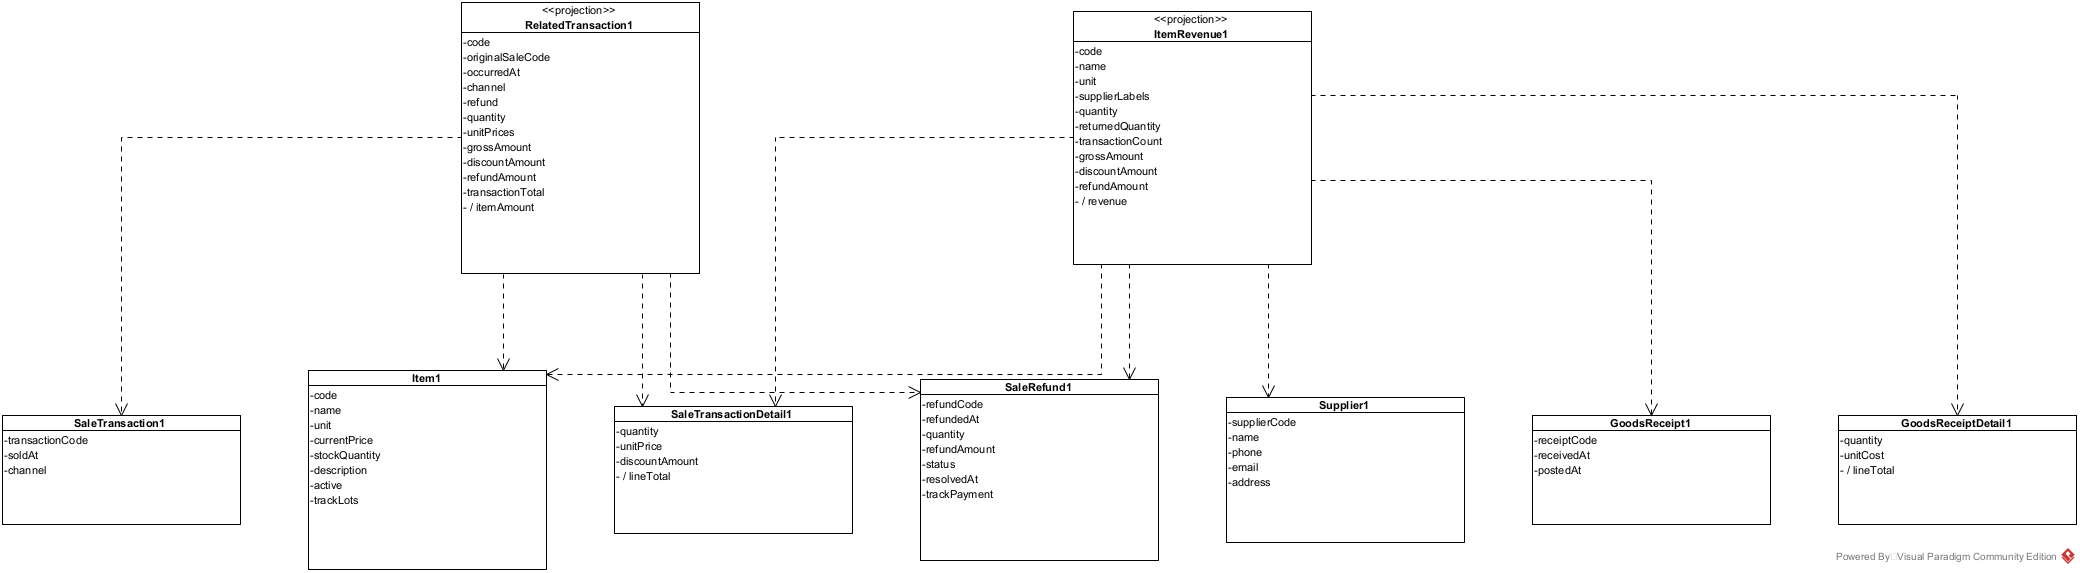 <<projection>>
RelatedTransaction1
-code
-originalSaleCode
-occurredAt
-channel
-refund
-quantity
-unitPrices
-grossAmount
-discountAmount
-refundAmount
-transactionTotal
- / itemAmount
<<projection>>
ItemRevenue1
-code
-name
-unit
-supplierLabels
-quantity
-returnedQuantity
-transactionCount
-grossAmount
-discountAmount
-refundAmount
- / revenue
SaleTransaction1
-transactionCode
-soldAt
-channel
Item1
-code
-name
-unit
-currentPrice
-stockQuantity
-description
-active
-trackLots
SaleTransactionDetail1
-quantity
-unitPrice
-discountAmount
- / lineTotal
SaleRefund1
-refundCode
-refundedAt
-quantity
-refundAmount
-status
-resolvedAt
-trackPayment
Supplier1
-supplierCode
-name
-phone
-email
-address
GoodsReceipt1
-receiptCode
-receivedAt
-postedAt
GoodsReceiptDetail1
-quantity
-unitCost
- / lineTotal
Powered By Visual Paradigm Community Edition